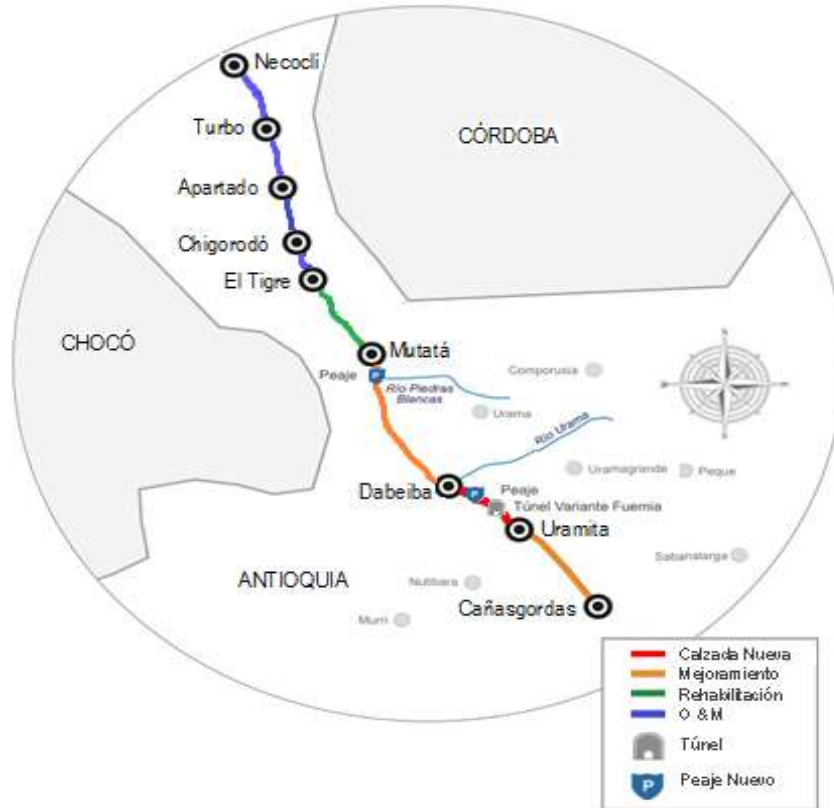 Necoclí
Turbo
CÓRDOBA
Apartado
Chigorodó
El Tigre
CHOCÓ
Mutatá
Peaje
P
Río Piedras
Blancas
Comporusia
Urama
Río Urama
Uramagrande
Peque
Dabeiba
P
Peaje
Túnel Variante Fuemia
Uramita
Sabanalarga
ANTIOQUIA
Nutibara
Cañasgordas
Murri
Calzada Nueva
Mejoramiento
Rehabilitación
O & M
Túnel
P
Peaje Nuevo